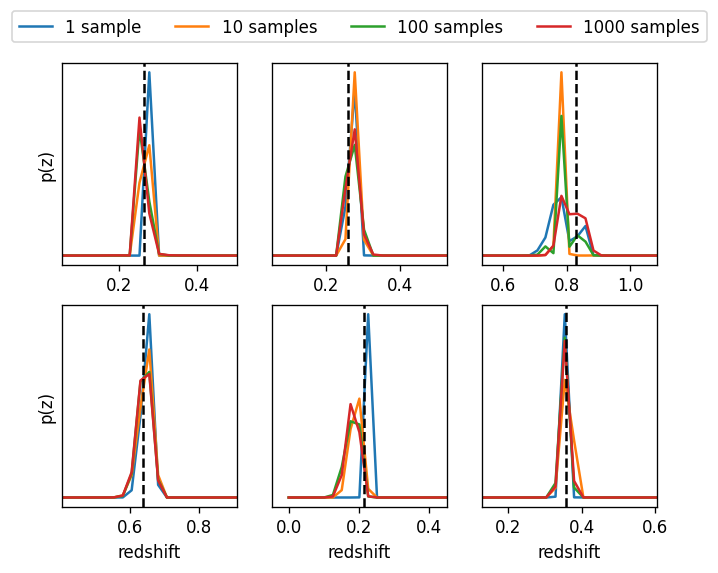 1 sample 10 samples 100 samples 1000 samples
p(z)
0.2 0.4 0.2 0.4 0.6 0.8 1.0
p(z)
0.6 0.8 0.0 0.2 0.4 0.2 0.4 0.6
redshift redshift redshift